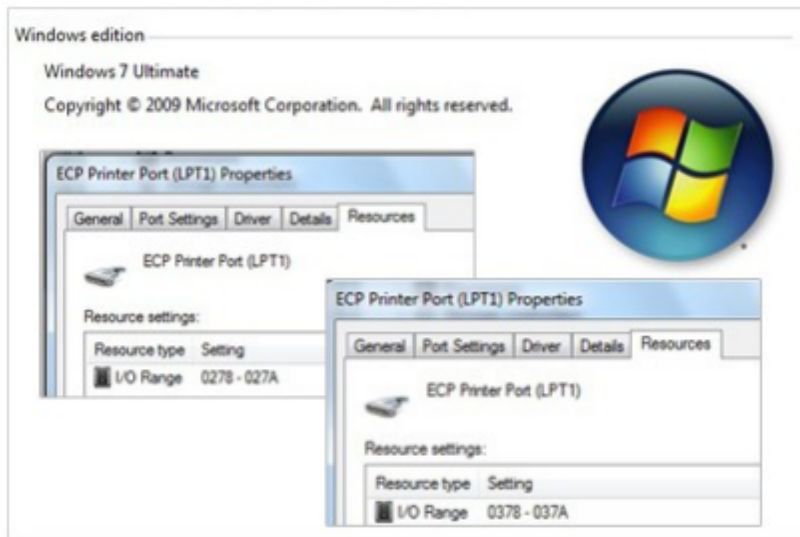 Windows edition
Windows 7 Ultimate
Copyright © 2009 Microsoft Corporation. All rights reserved.
ECP Printer Port (LPT1) Properties
General Port Settings Driver Details Resources
ECP Printer Port (LPT1)
Resource settings:
Resource type Setting
I/O Range 0278 - 027A
ECP Printer Port (LPT1) Properties
General Port Settings Driver Details Resources
ECP Printer Port (LPT1)
Resource settings:
Resource type Setting
I/O Range 0378 - 037A